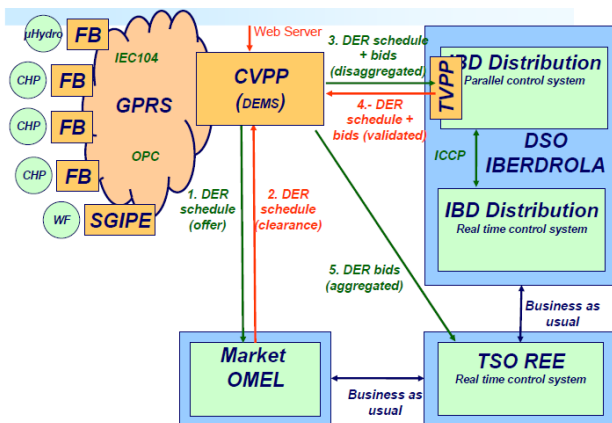 Web Server
µHydro
FB
IEC104
CHP
FB
GPRS
CHP
FB
OPC
CHP
FB
WF
SGIPE
CVPP
(DEMS)
3. DER schedule
+ bids
(disaggregated)
4.- DER
schedule +
bids (validated)
TVPP
IBD Distribution
Parallel control system
DSO
IBERDROLA
ICCP
IBD Distribution
Real time control system
1. DER
schedule
(offer)
2. DER
schedule
(clearance)
5. DER bids
(aggregated)
Business as
usual
Market
OMEL
Business as
usual
TSO REE
Real time control system